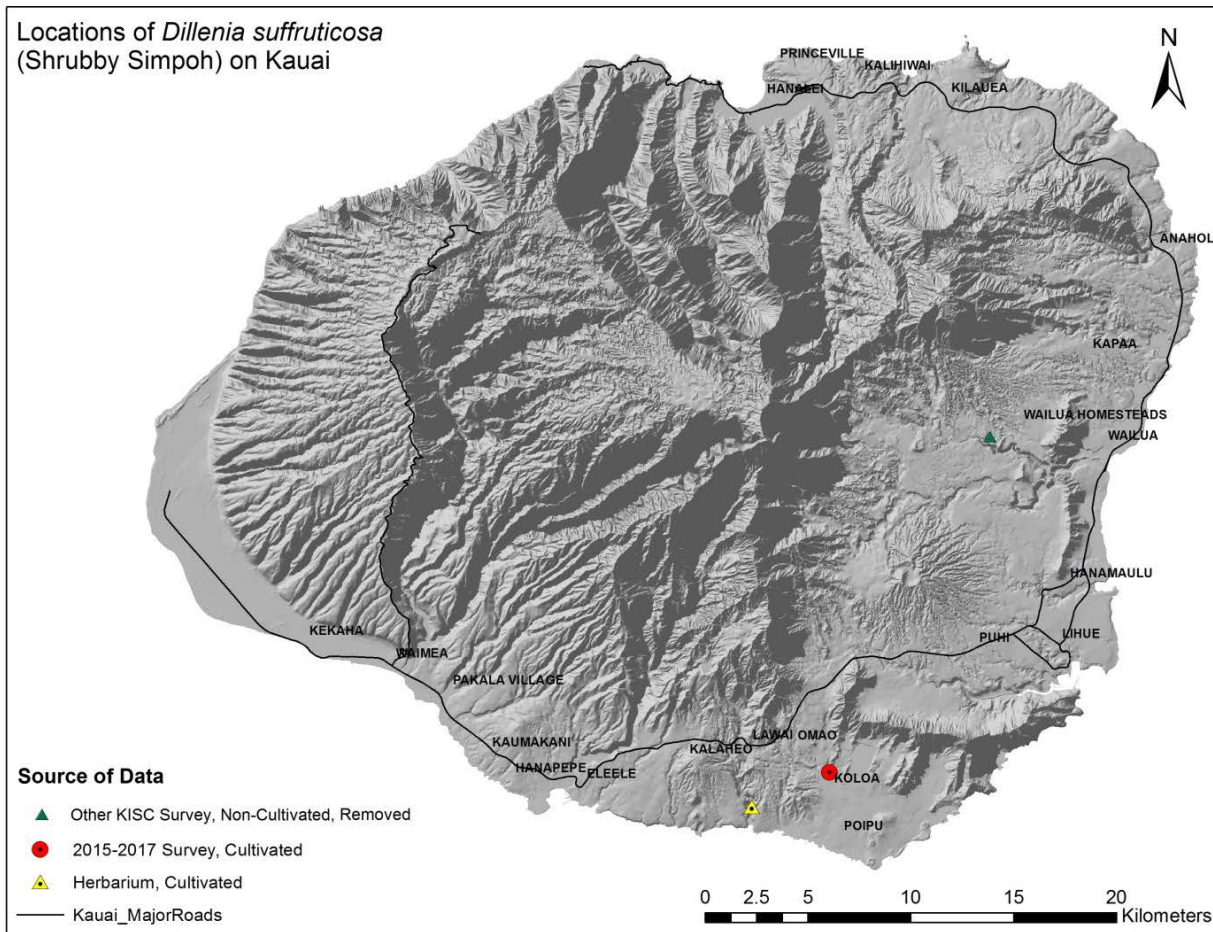 Locations of Dillenia suffruticosa
(Shrubby Simpoh) on Kauai
N
PRINCEVILLE
KALIHIWAI
HANALEI
KILAUEA
ANAHOL
KAPAA
WAILUA HOMESTEADS
WAILUA
HANAMAULU
PUHI
LIHUE
KEKAHA
WAIMEA
PAKALA VILLAGE
KAUMAKANI
HANAPEPE
ELEELE
KALAHEO
LAWAI OMAO
KOLOA
POIPU
Source of Data
Other KISC Survey, Non-Cultivated, Removed
2015-2017 Survey, Cultivated
Herbarium, Cultivated
Kauai_MajorRoads
0 2.5 5 10 15 20
Kilometers